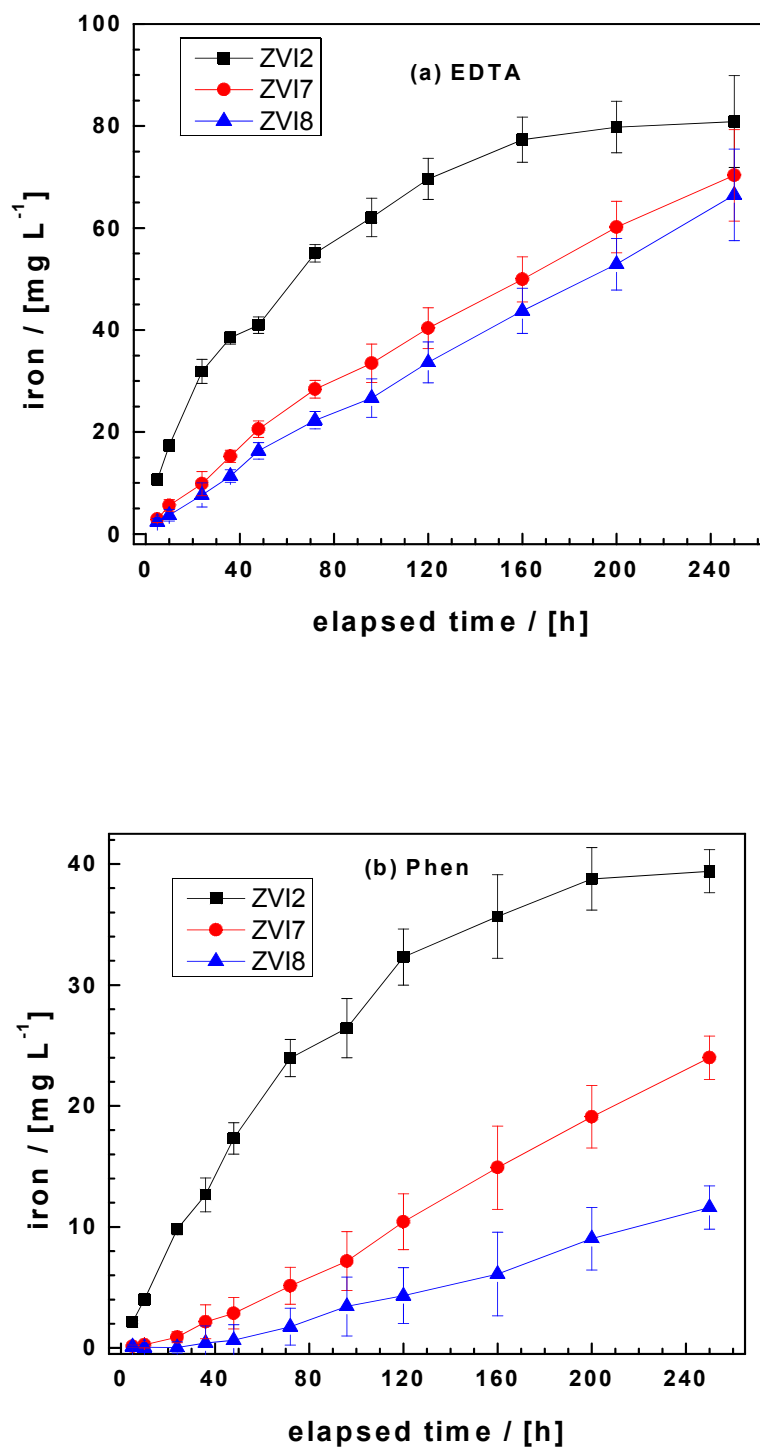 100
80
60
40
20
0
iron / [mg L⁻¹]
ZVI2
ZVI7
ZVI8
(a) EDTA
0 40 80 120 160 200 240
elapsed time / [h]
40
30
20
10
0
iron / [mg L⁻¹]
(b) Phen
ZVI2
ZVI7
ZVI8
0 40 80 120 160 200 240
elapsed time / [h]